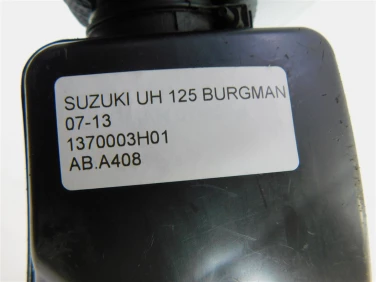 SUZUKI UH 125 BURGMAN
07-13
1370003H01
AB.A408